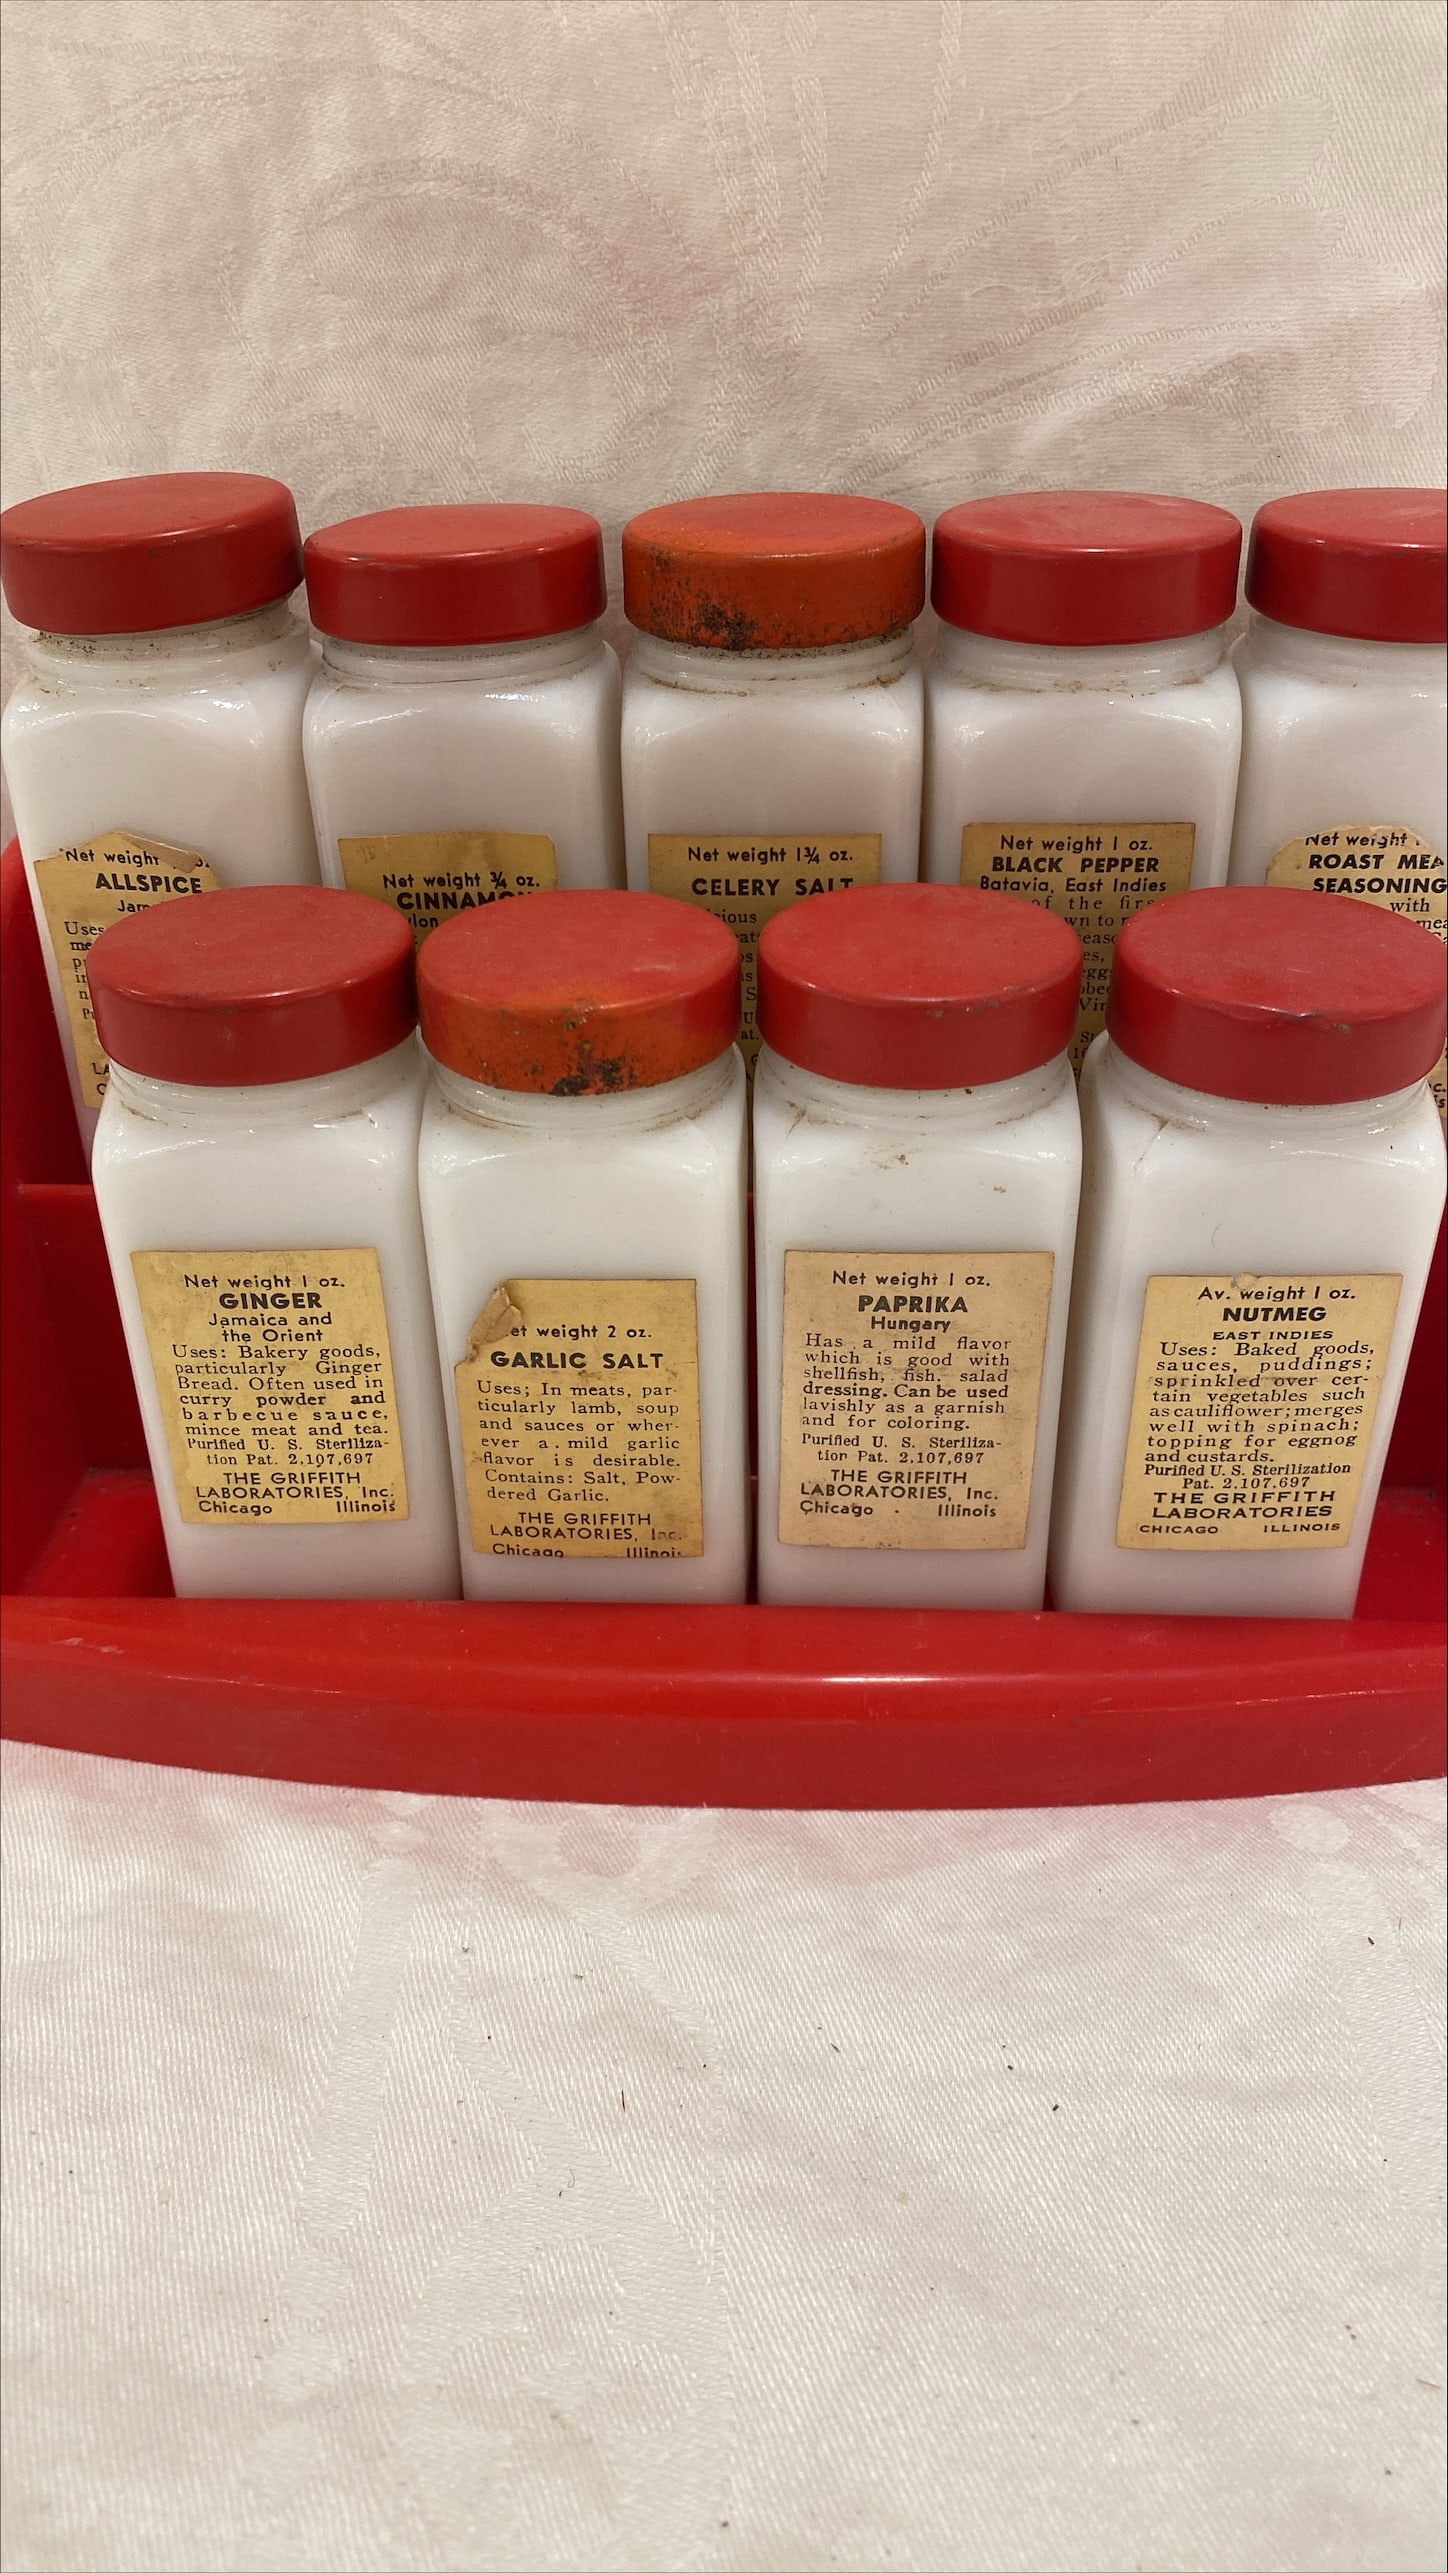 Net weight
ALLSPICE
Uses
Net weight ¾ oz.
CINNAMON
Net weight 1¾ oz.
CELERY SALT
Net weight 1 oz.
BLACK PEPPER
Batavia, East Indies
of the
Net weight
ROAST
SEASONING
with
Net weight 1 oz.
GINGER
Jamaica and
the Orient
Uses: Bakery goods,
particularly Ginger
Bread. Often used in
curry powder and
barbecue sauce,
mince meat and tea.
Purified U. S. Steriliza-
tion Pat. 2,107,697
THE GRIFFITH
LABORATORIES, Inc.
Chicago Illinois
weight 2 oz.
GARLIC SALT
Uses; In meats, par-
ticularly lamb, soup
and sauces or wher-
ever a mild garlic
flavor is desirable.
Contains: Salt, Pow-
dered Garlic.
THE GRIFFITH
LABORATORIES, Inc.
Chicago Illinois
Net weight 1 oz.
PAPRIKA
Hungary
Has a mild flavor
which is good with
shellfish, fish, salad
dressing. Can be used
lavishly as a garnish
and for coloring.
Purified U. S. Steriliza-
tion Pat. 2,107,697
THE GRIFFITH
LABORATORIES, Inc.
Chicago Illinois
Av. weight 1 oz.
NUTMEG
EAST INDIES
Uses: Baked goods,
sauces, puddings;
sprinkled over cer-
tain vegetables such
as cauliflower; merges
well with spinach;
topping for eggnog
and custards.
Purified U. S. Sterilization
Pat. 2,107,697
THE GRIFFITH
LABORATORIES
CHICAGO ILLINOIS